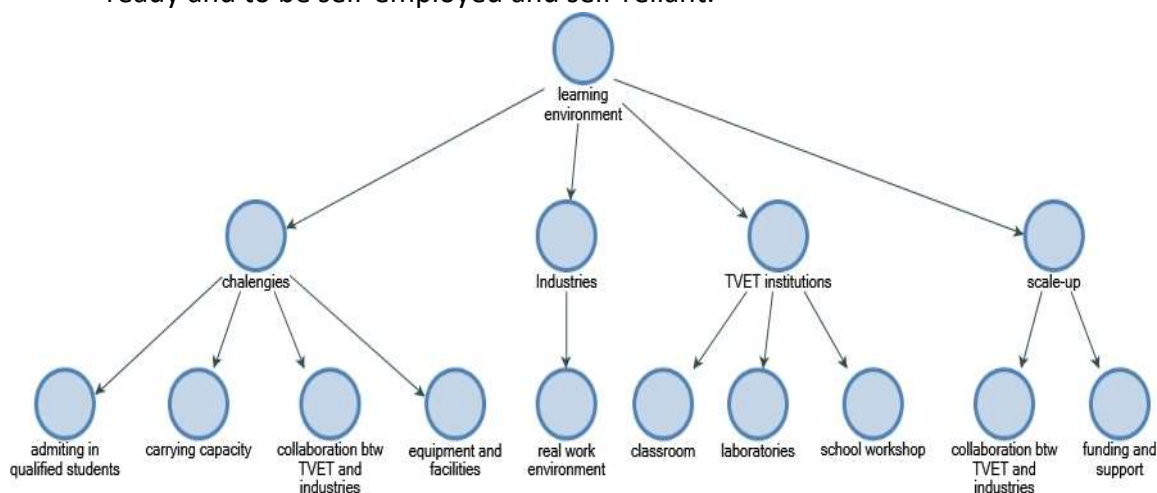 ready and to be self-employed and self-reliant.
learning
environment
chalengies
Industries
TVET institutions
scale-up
admiting in
qualified students
carrying capacity
collaboration btw
TVET and
industries
equipment and
facilities
real work
environment
classroom
laboratories
school workshop
collaboration btw
TVET and
industries
funding and
support